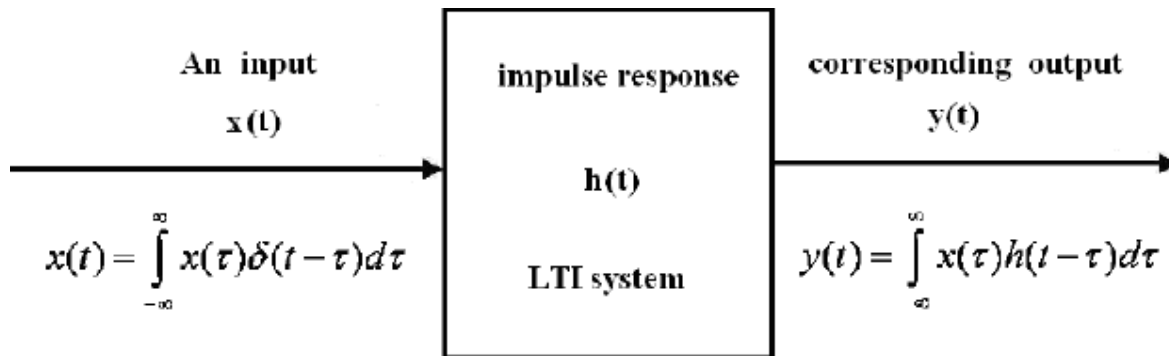 An input
x(t)
x(t) = ∫_{-∞}^{∞} x(τ)δ(t−τ)dτ
impulse response
h(t)
LTI system
corresponding output
y(t)
y(t) = ∫_{∞}^{∞} x(τ)h(t−τ)dτ